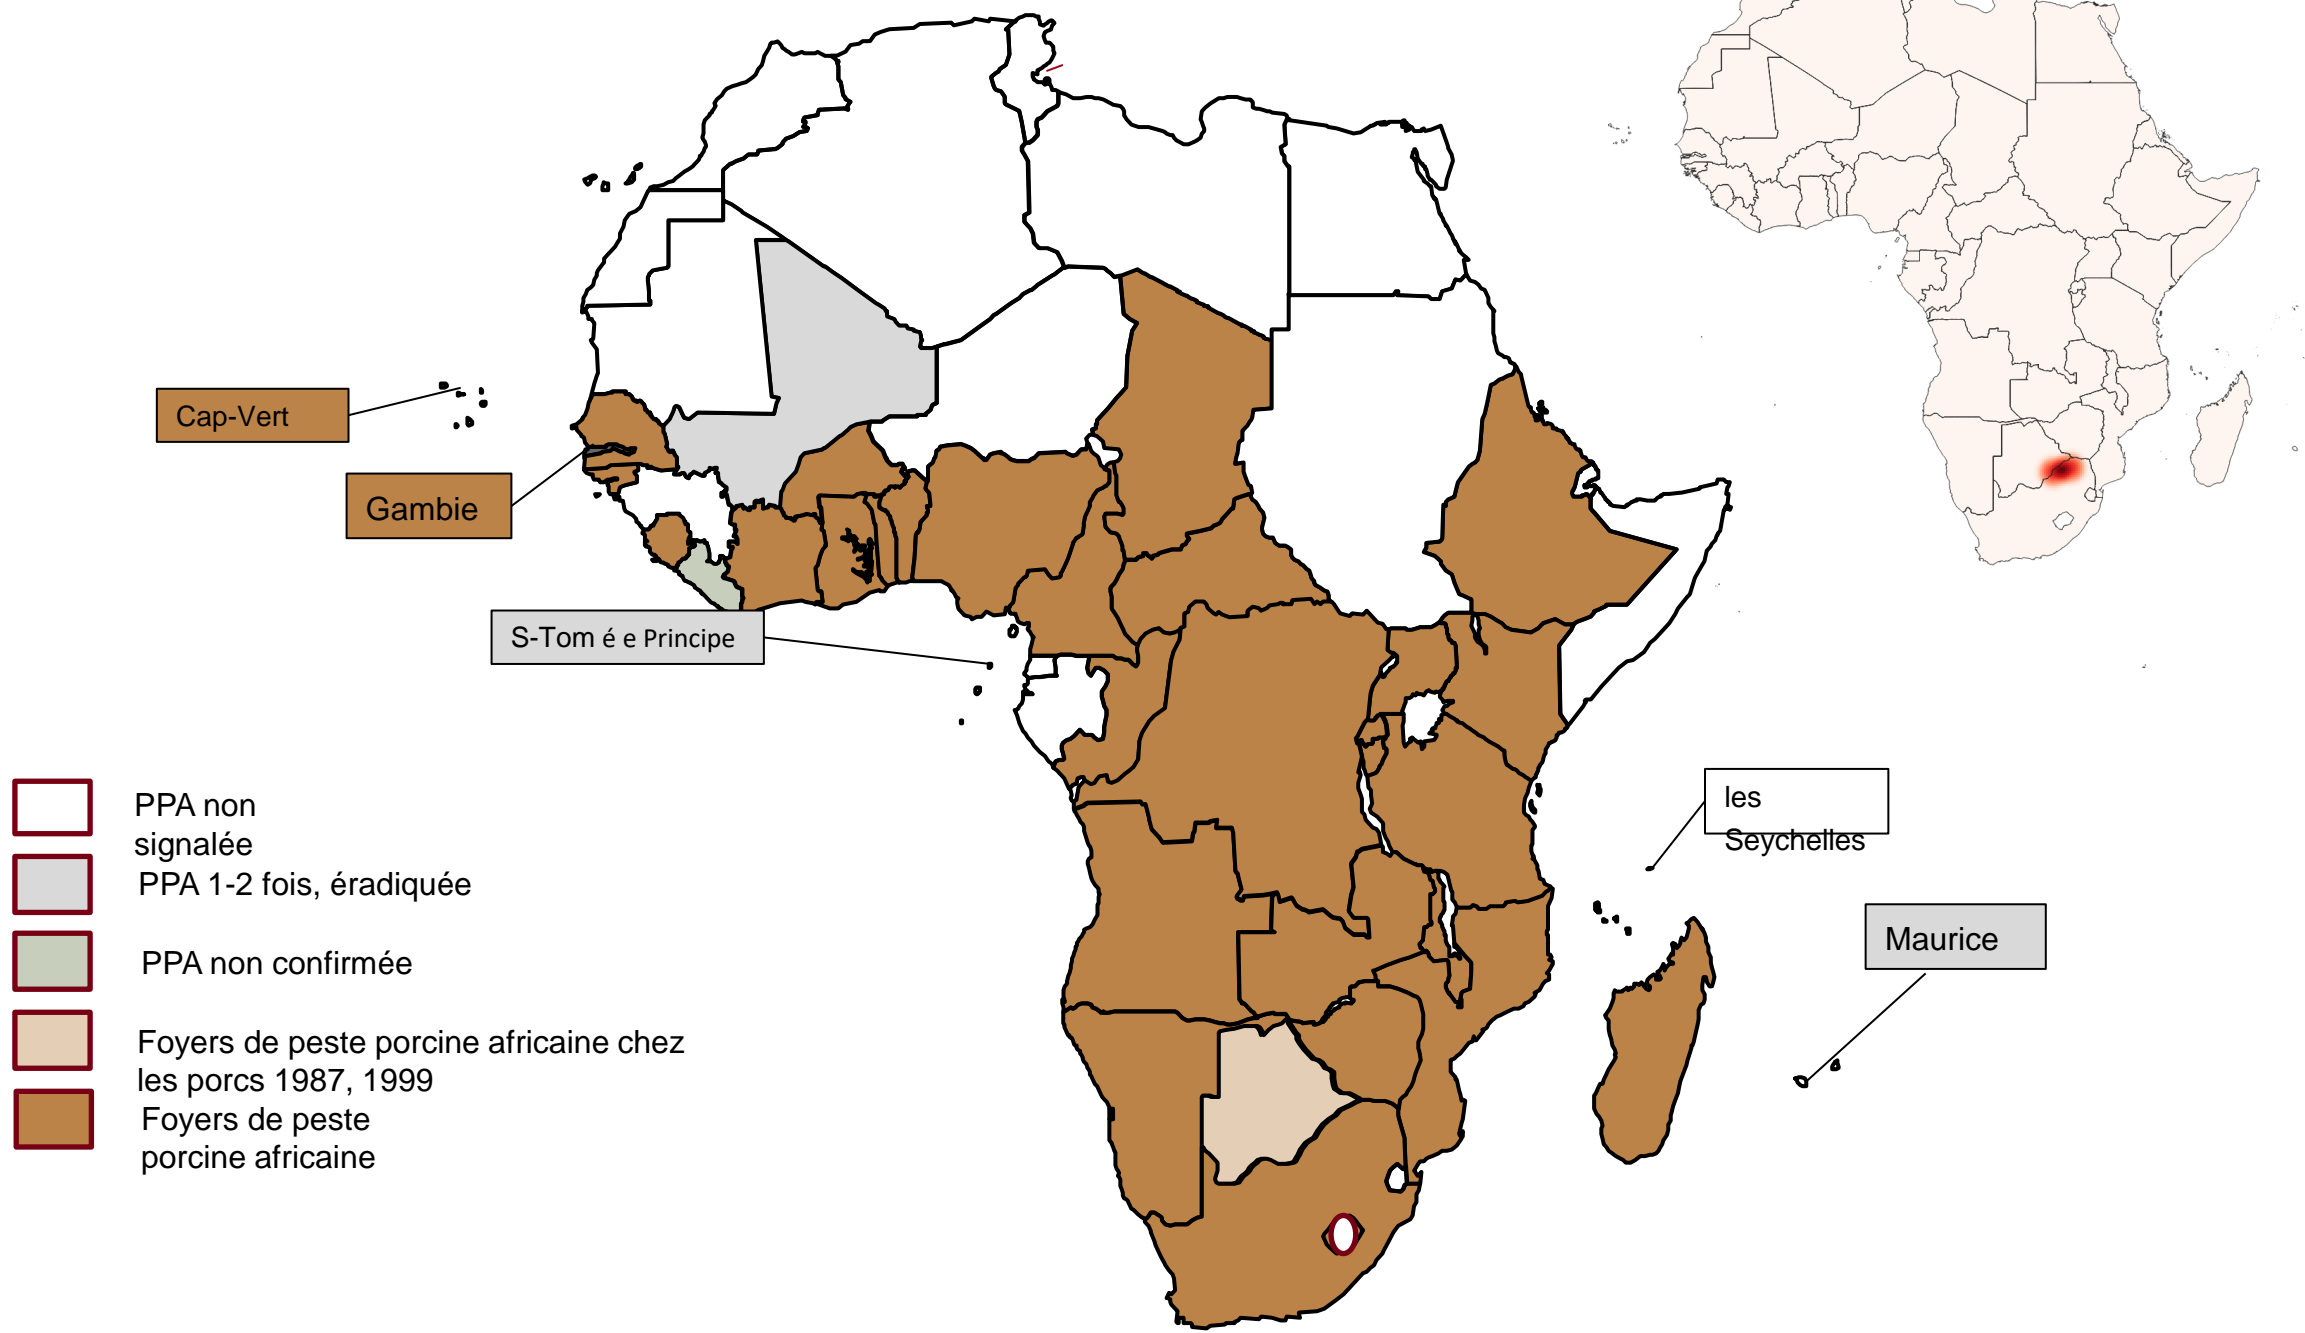 Cap-Vert
Gambie
S-Tom é e Principe
les
Seychelles
Maurice
PPA non
signalée
PPA 1-2 fois, éradiquée
PPA non confirmée
Foyers de peste porcine africaine chez
les porcs 1987, 1999
Foyers de peste
porcine africaine